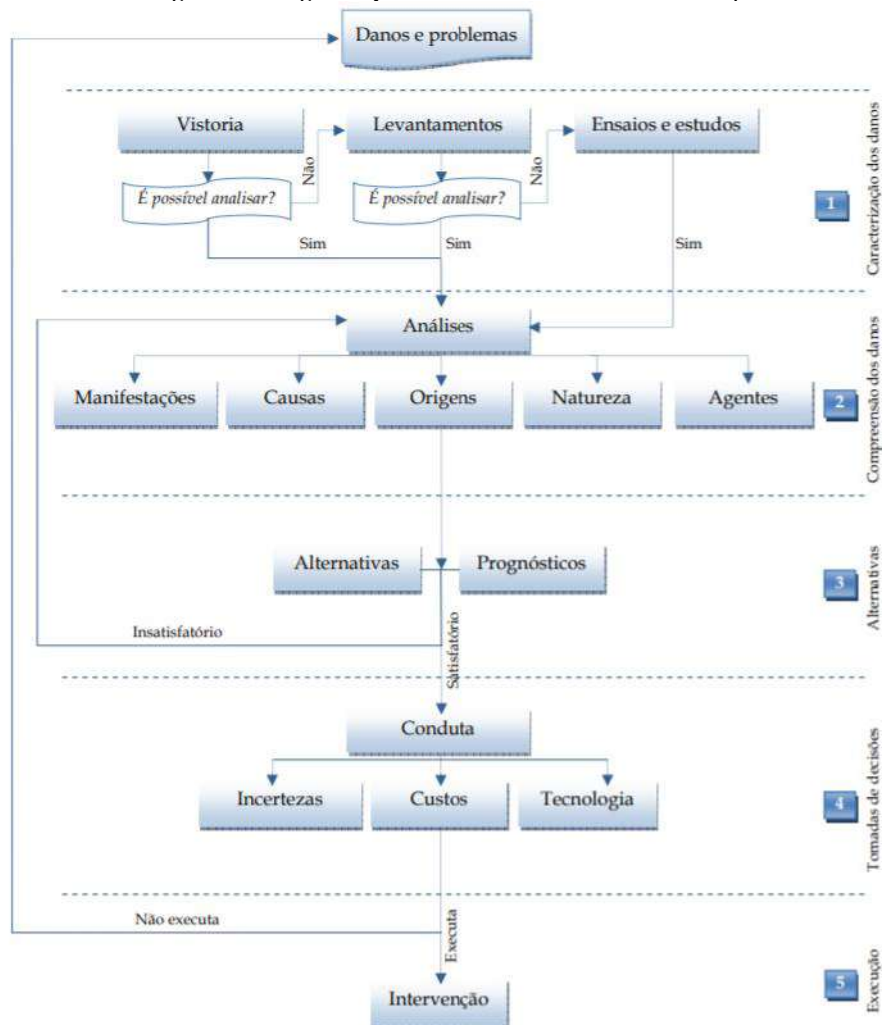 Danos e problemas
Vistoria
Levantamentos
Ensaios e estudos
Não
Não
É possível analisar?
É possível analisar?
1
Caracterização dos danos
Sim
Sim
Sim
Análises
Manifestações
Causas
Origens
Natureza
Agentes
2
Compreensão dos danos
Alternativas
Prognósticos
3
Alternativas
Insatisfatório
Satisfatório
Conduta
Incertezas
Custos
Tecnologia
4
Tomadas de decisões
Não executa
Executa
Intervenção
5
Execução